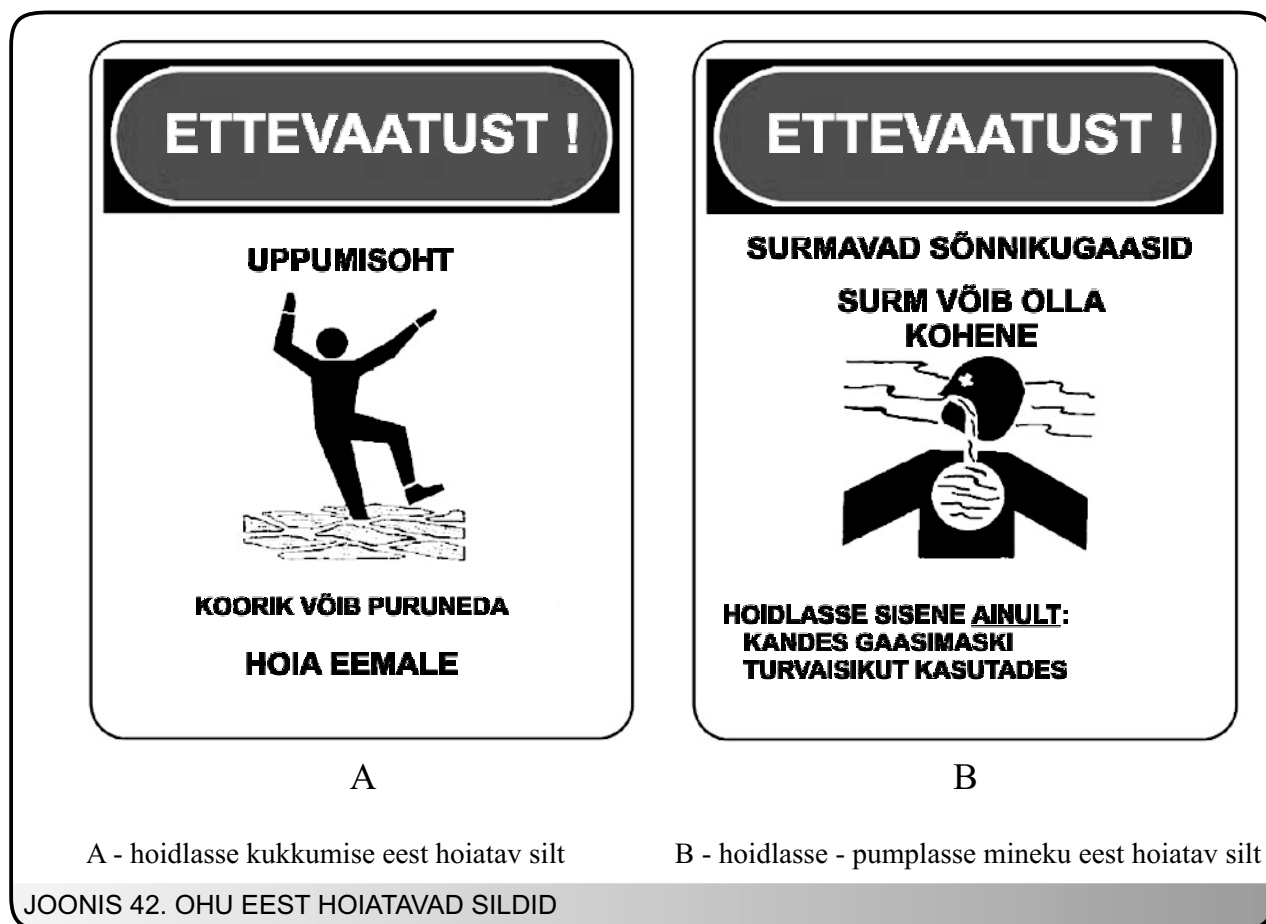 ETTEVAATUST !
UPPUMISOHT
KOORIK VÕIB PURUNEDA
HOIA EEMALE
A
A - hoidlasse kukkumise eest hoiatav silt
ETTEVAATUST !
SURMAVAD SÕNNIKUGAASID
SURM VÕIB OLLA
KOHENE
HOIDLASSE SISENE AINULT:
KANDES GAASIMASKI
TURVAISIKUT KASUTADES
B
B - hoidlasse - pumplasse mineku eest hoiatav silt
JOONIS 42. OHU EEST HOIATAVAD SILDID